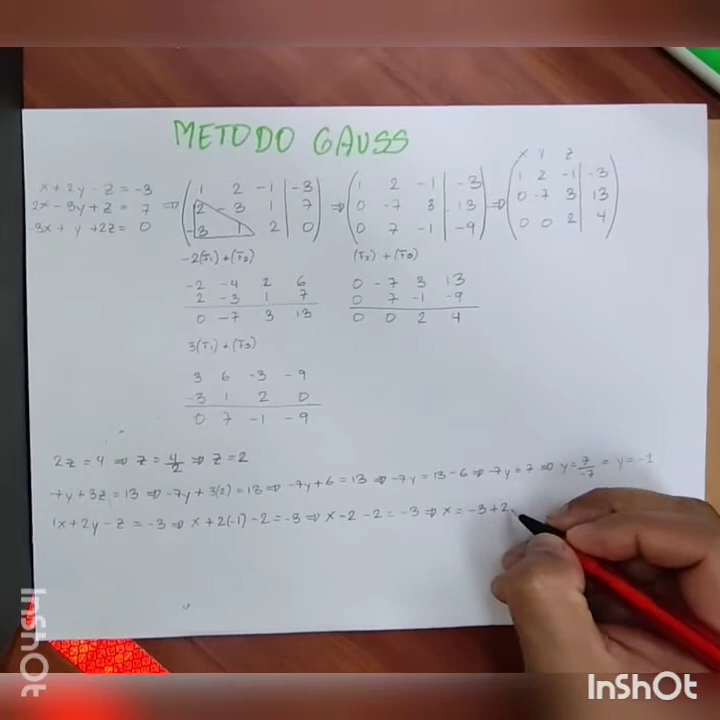 METODO GAUSS
x + 2y - z = -3
2x - 3y + z = 7
-3x + y + 2z = 0
⇒ ( 1 2 -1 | -3
2 -3 1 | 7
-3 1 2 | 0 )
⇒ ( 1 2 -1 | -3
0 -7 3 | 13
0 7 -1 | -9 )
⇒ x y z
( 1 2 -1 | -3
0 -7 3 | 13
0 0 2 | 4 )
-2(r₁) + (r₂)
-2 -4 2 6
2 -3 1 7
0 -7 3 13
3(r₁) + (r₃)
3 6 -3 -9
-3 1 2 0
0 7 -1 -9
(r₂) + (r₃)
0 -7 3 13
0 7 -1 -9
0 0 2 4
2z = 4 ⇒ z = 4/2 ⇒ z = 2
-7y + 3z = 13 ⇒ -7y + 3(2) = 13 ⇒ -7y + 6 = 13 ⇒ -7y = 13 - 6 ⇒ -7y = 7 ⇒ y = 7/-7 = y = -1
1x + 2y - z = -3 ⇒ x + 2(-1) - 2 = -3 ⇒ x - 2 - 2 = -3 ⇒ x = -3 + 2
InShOt
InShOt